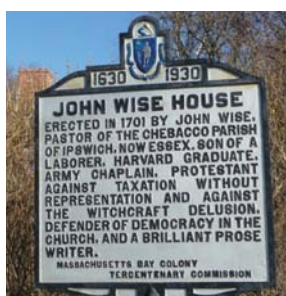 1630 1930
JOHN WISE HOUSE
ERECTED IN 1701 BY JOHN WISE,
PASTOR OF THE CHEBACCO PARISH
OF IPSWICH, NOW ESSEX. SON OF A
LABORER, HARVARD GRADUATE,
ARMY CHAPLAIN, PROTESTANT
AGAINST TAXATION WITHOUT
REPRESENTATION AND AGAINST
THE WITCHCRAFT DELUSION,
DEFENDER OF DEMOCRACY IN THE
CHURCH, AND A BRILLIANT PROSE
WRITER.
MASSACHUSETTS BAY COLONY
TERCENTENARY COMMISSION